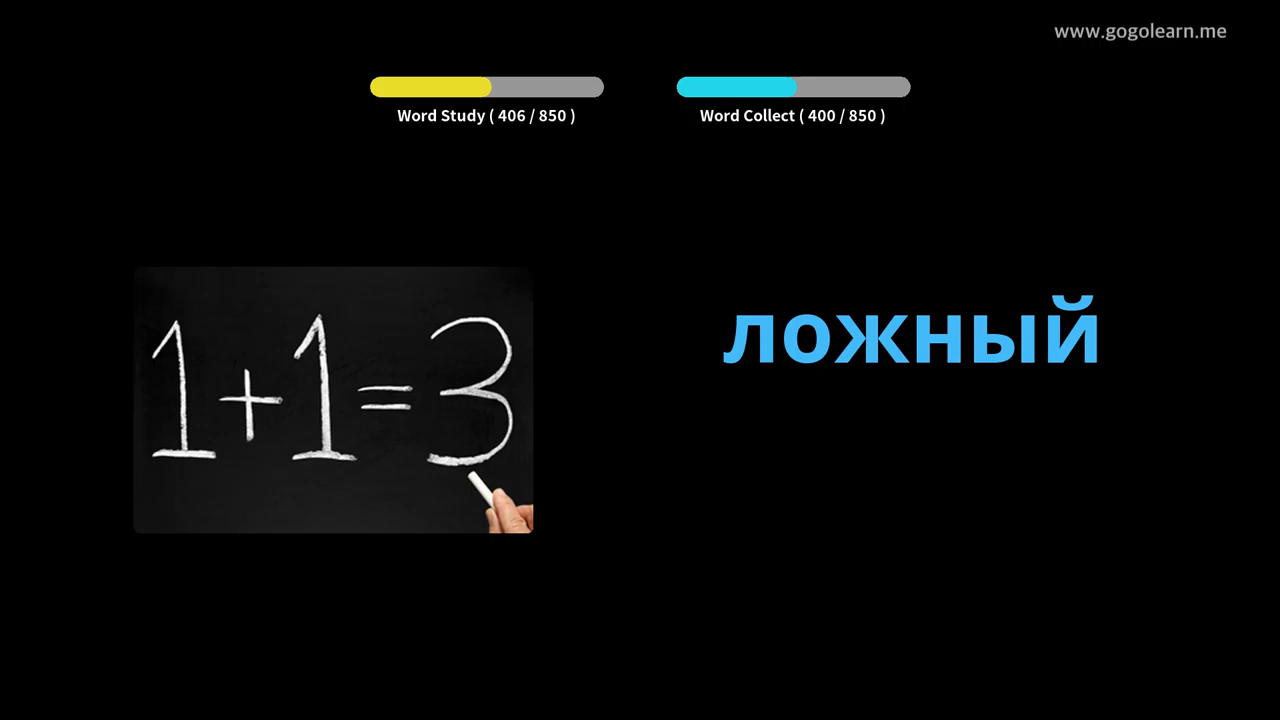 www.gogolearn.me
Word Study ( 406 / 850 )
Word Collect ( 400 / 850 )
1+1=3
ложный